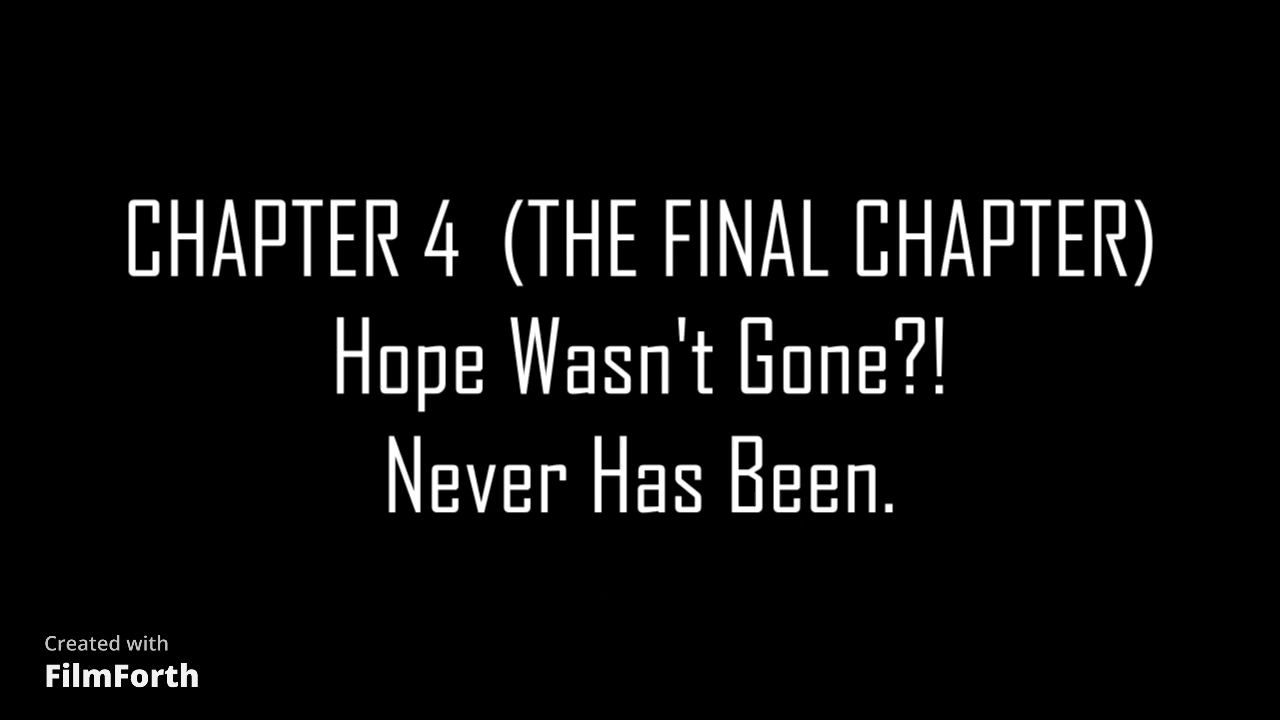 CHAPTER 4  (THE FINAL CHAPTER)
Hope Wasn't Gone?!
Never Has Been.
Created with
FilmForth